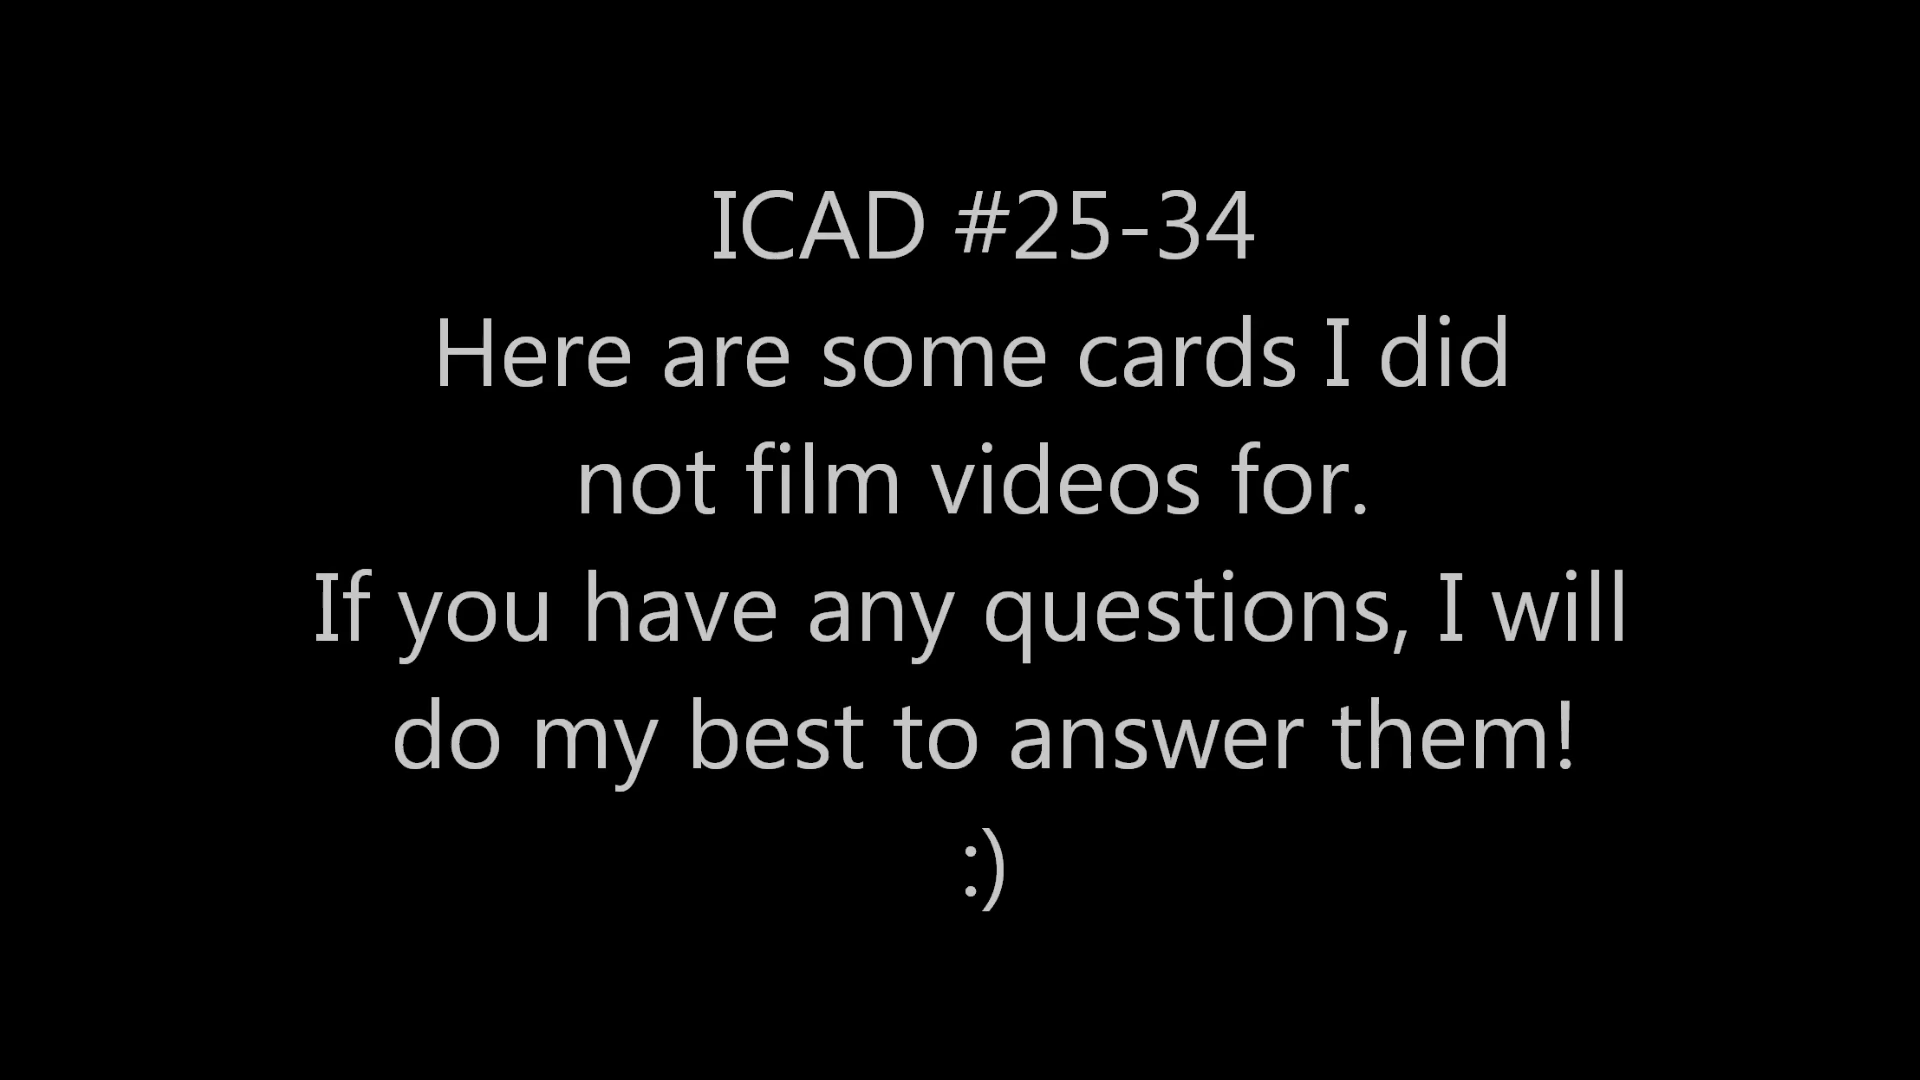 ICAD #25-34
Here are some cards I did
not film videos for.
If you have any questions, I will
do my best to answer them!
:)